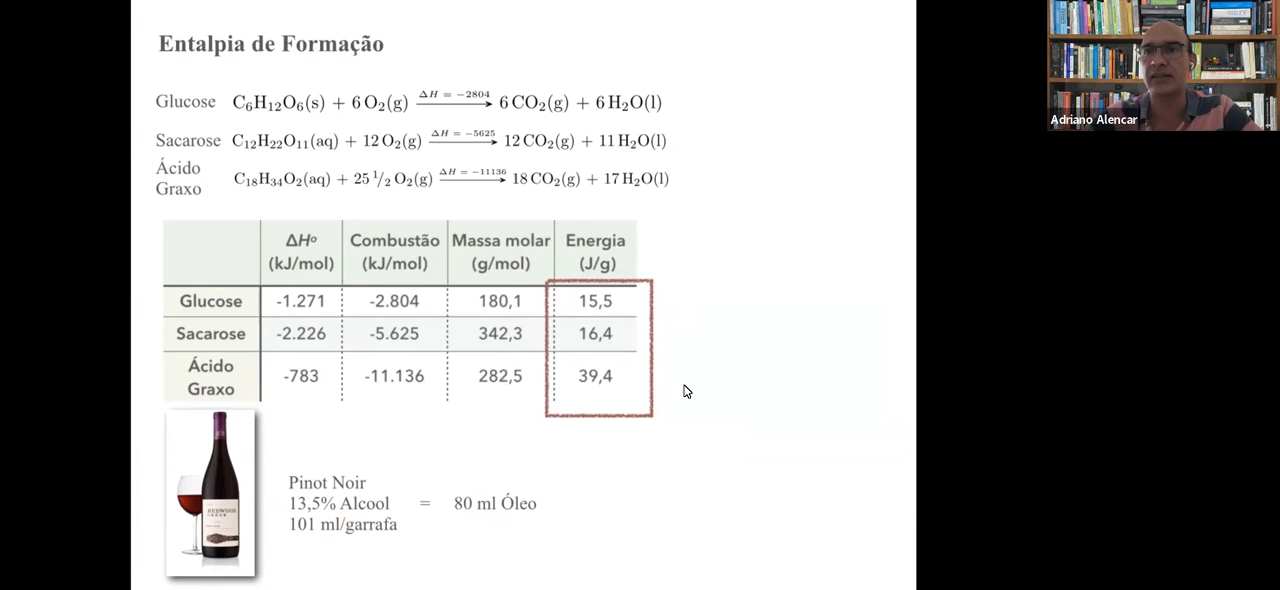 Entalpia de Formação
Adriano Alencar
Glucose C₆H₁₂O₆(s) + 6 O₂(g) ΔH = −2804 → 6 CO₂(g) + 6 H₂O(l)
Sacarose C₁₂H₂₂O₁₁(aq) + 12 O₂(g) ΔH = −5625 → 12 CO₂(g) + 11 H₂O(l)
Ácido
Graxo C₁₈H₃₄O₂(aq) + 25 ¹/₂ O₂(g) ΔH = −11136 → 18 CO₂(g) + 17 H₂O(l)
ΔHº Combustão Massa molar Energia
(kJ/mol) (kJ/mol) (g/mol) (J/g)
Glucose -1.271 -2.804 180,1 15,5
Sacarose -2.226 -5.625 342,3 16,4
Ácido
Graxo -783 -11.136 282,5 39,4
REDWOOD
Pinot Noir
13,5% Alcool = 80 ml Óleo
101 ml/garrafa